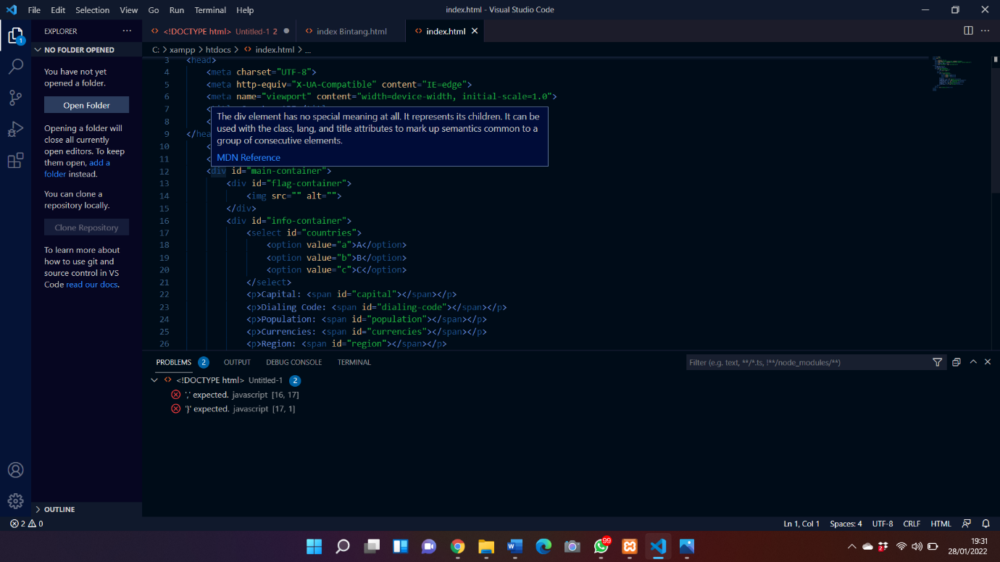 File Edit Selection View Go Run Terminal Help
index.html - Visual Studio Code
EXPLORER ···
<!DOCTYPE html> Untitled-1 2 ●
index Bintang.html
index.html ×
1
NO FOLDER OPENED
You have not yet
opened a folder.
Open Folder
Opening a folder will
close all currently
open editors. To keep
them open, add a
folder instead.
You can clone a
repository locally.
Clone Repository
To learn more about
how to use git and
source control in VS
Code read our docs.
OUTLINE
C: > xampp > htdocs > index.html > ...
3 <head>
4 <meta charset="UTF-8">
5 <meta http-equiv="X-UA-Compatible" content="IE=edge">
6 <meta name="viewport" content="width=device-width, initial-scale=1.0">
7
8 <
9 </hea
10 <
11 <
The div element has no special meaning at all. It represents its children. It can be
used with the class, lang, and title attributes to mark up semantics common to a
group of consecutive elements.
MDN Reference
12 <div id="main-container">
13 <div id="flag-container">
14 <img src="" alt="">
15 </div>
16 <div id="info-container">
17 <select id="countries">
18 <option value="a">A</option>
19 <option value="b">B</option>
20 <option value="c">C</option>
21 </select>
22 <p>Capital: <span id="capital"></span></p>
23 <p>Dialing Code: <span id="dialing-code"></span></p>
24 <p>Population: <span id="population"></span></p>
25 <p>Currencies: <span id="currencies"></span></p>
26 <p>Region: <span id="region"></span></p>
PROBLEMS 2 OUTPUT DEBUG CONSOLE TERMINAL
Filter (e.g. text, **/*.ts, !**/node_modules/**)
<!DOCTYPE html> Untitled-1 2
',' expected. javascript [16, 17]
'}' expected. javascript [17, 1]
2 0
Ln 1, Col 1 Spaces: 4 UTF-8 CRLF HTML
99
2
19:31
28/01/2022